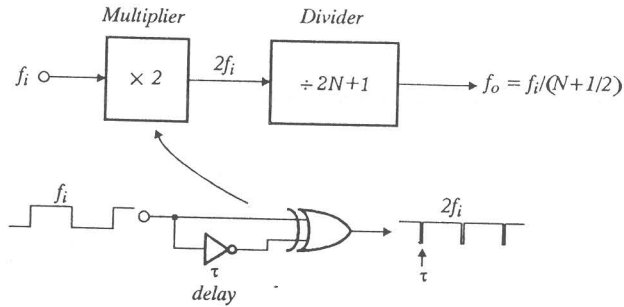 Multiplier Divider
fᵢ × 2 2fᵢ ÷2N+1 fₒ = fᵢ/(N+1/2)
fᵢ 2fᵢ
τ τ
delay